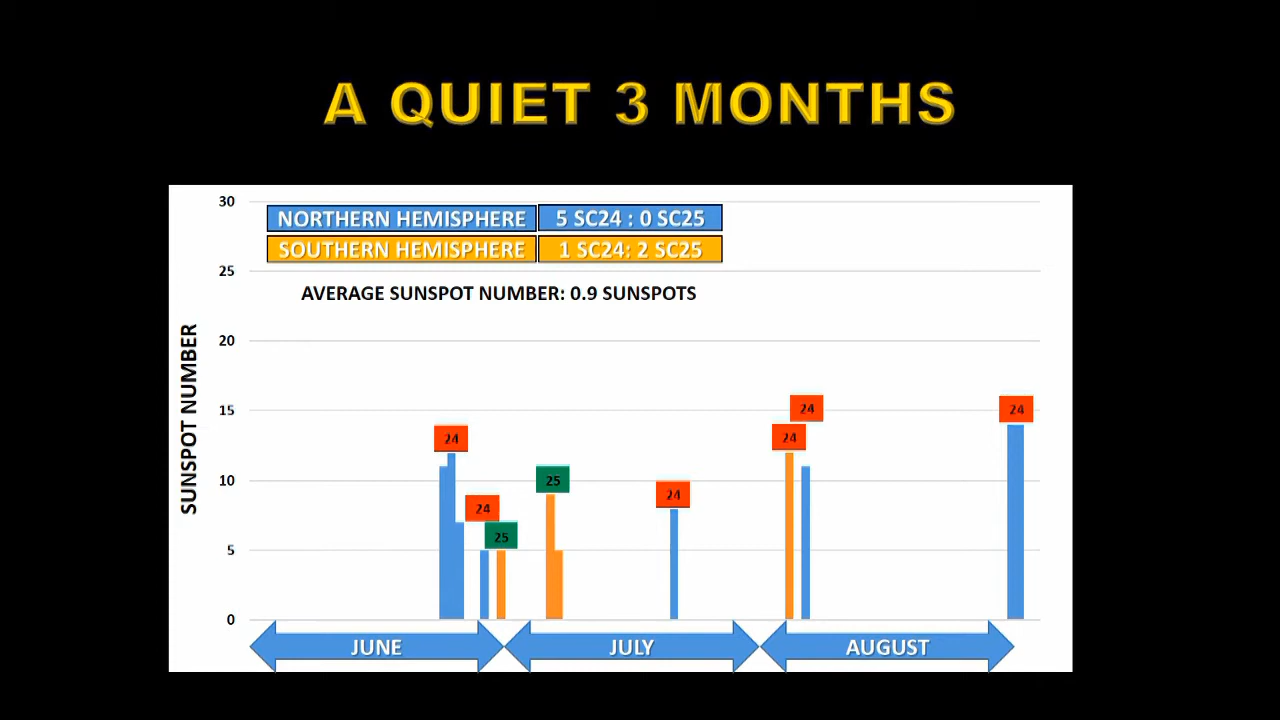 A QUIET 3 MONTHS
30
NORTHERN HEMISPHERE 5 SC24 : 0 SC25
SOUTHERN HEMISPHERE 1 SC24: 2 SC25
25
AVERAGE SUNSPOT NUMBER: 0.9 SUNSPOTS
SUNSPOT NUMBER
20
15
24
24
24
24
10
25
24
24
5
25
0
JUNE JULY AUGUST